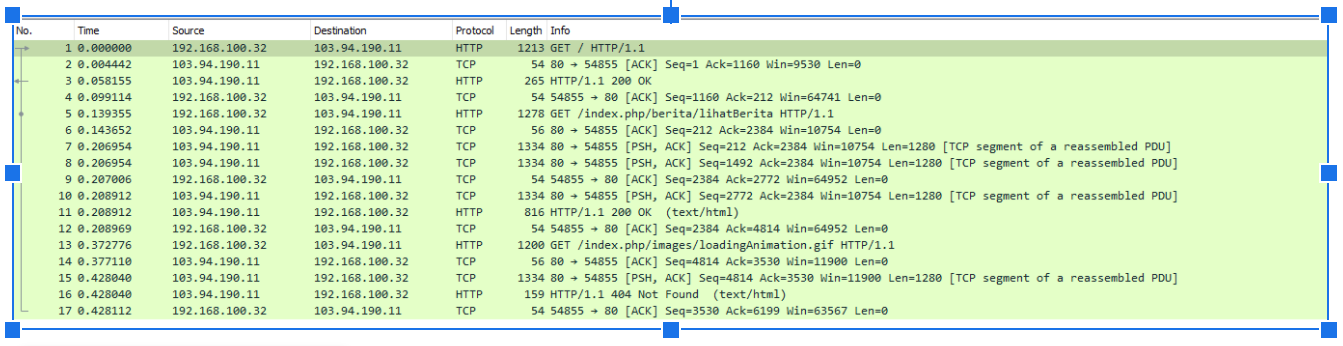 No. Time Source Destination Protocol Length Info
1 0.000000 192.168.100.32 103.94.190.11 HTTP 1213 GET / HTTP/1.1
2 0.004442 103.94.190.11 192.168.100.32 TCP 54 80 → 54855 [ACK] Seq=1 Ack=1160 Win=9530 Len=0
3 0.058155 103.94.190.11 192.168.100.32 HTTP 265 HTTP/1.1 200 OK
4 0.099114 192.168.100.32 103.94.190.11 TCP 54 54855 → 80 [ACK] Seq=1160 Ack=212 Win=64741 Len=0
5 0.139355 192.168.100.32 103.94.190.11 HTTP 1278 GET /index.php/berita/lihatBerita HTTP/1.1
6 0.143652 103.94.190.11 192.168.100.32 TCP 56 80 → 54855 [ACK] Seq=212 Ack=2384 Win=10754 Len=0
7 0.206954 103.94.190.11 192.168.100.32 TCP 1334 80 → 54855 [PSH, ACK] Seq=212 Ack=2384 Win=10754 Len=1280 [TCP segment of a reassembled PDU]
8 0.206954 103.94.190.11 192.168.100.32 TCP 1334 80 → 54855 [PSH, ACK] Seq=1492 Ack=2384 Win=10754 Len=1280 [TCP segment of a reassembled PDU]
9 0.207006 192.168.100.32 103.94.190.11 TCP 54 54855 → 80 [ACK] Seq=2384 Ack=2772 Win=64952 Len=0
10 0.208912 103.94.190.11 192.168.100.32 TCP 1334 80 → 54855 [PSH, ACK] Seq=2772 Ack=2384 Win=10754 Len=1280 [TCP segment of a reassembled PDU]
11 0.208912 103.94.190.11 192.168.100.32 HTTP 816 HTTP/1.1 200 OK (text/html)
12 0.208969 192.168.100.32 103.94.190.11 TCP 54 54855 → 80 [ACK] Seq=2384 Ack=4814 Win=64952 Len=0
13 0.372776 192.168.100.32 103.94.190.11 HTTP 1200 GET /index.php/images/loadingAnimation.gif HTTP/1.1
14 0.377110 103.94.190.11 192.168.100.32 TCP 56 80 → 54855 [ACK] Seq=4814 Ack=3530 Win=11900 Len=0
15 0.428040 103.94.190.11 192.168.100.32 TCP 1334 80 → 54855 [PSH, ACK] Seq=4814 Ack=3530 Win=11900 Len=1280 [TCP segment of a reassembled PDU]
16 0.428040 103.94.190.11 192.168.100.32 HTTP 159 HTTP/1.1 404 Not Found (text/html)
17 0.428112 192.168.100.32 103.94.190.11 TCP 54 54855 → 80 [ACK] Seq=3530 Ack=6199 Win=63567 Len=0